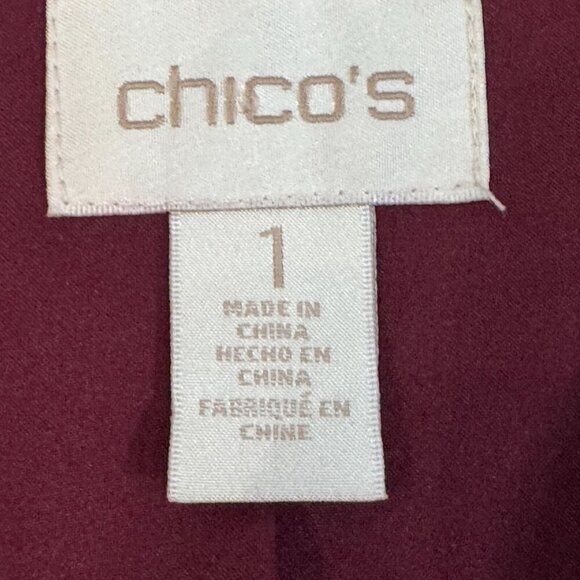 chico's
1
MADE IN
CHINA
HECHO EN
CHINA
FABRIQUÉ EN
CHINE